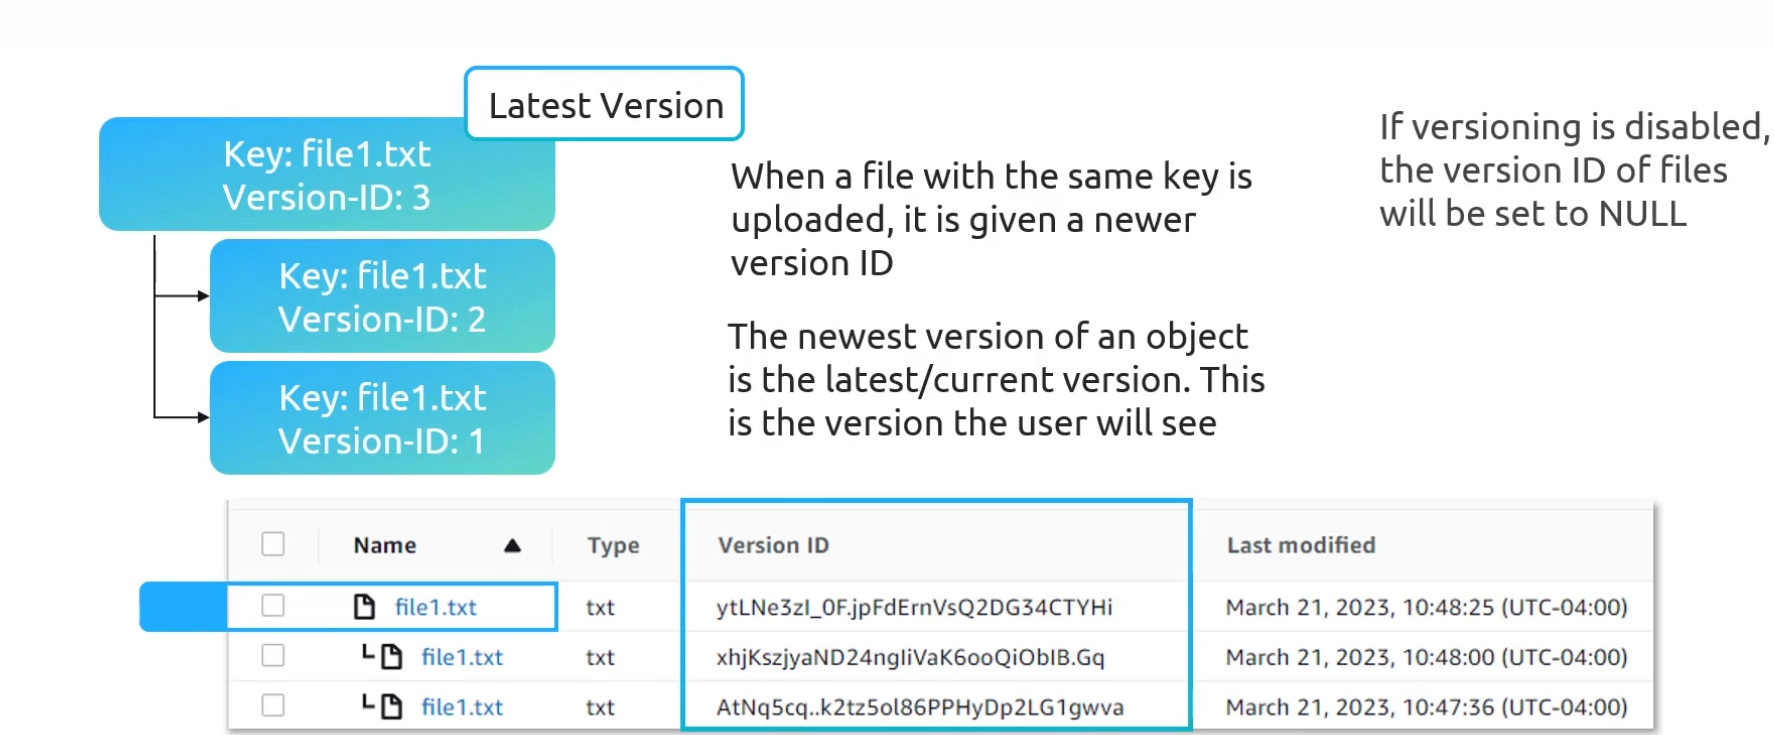 Latest Version
Key: file1.txt
Version-ID: 3
Key: file1.txt
Version-ID: 2
Key: file1.txt
Version-ID: 1
When a file with the same key is
uploaded, it is given a newer
version ID
The newest version of an object
is the latest/current version. This
is the version the user will see
If versioning is disabled,
the version ID of files
will be set to NULL
Name Type Version ID Last modified
file1.txt txt ytLNe3zI_0F.jpFdErnVsQ2DG34CTYHi March 21, 2023, 10:48:25 (UTC-04:00)
file1.txt txt xhjKszjyaND24ngIiVaK6ooQiObIB.Gq March 21, 2023, 10:48:00 (UTC-04:00)
file1.txt txt AtNq5cq..k2tz5ol86PPHyDp2LG1gwva March 21, 2023, 10:47:36 (UTC-04:00)